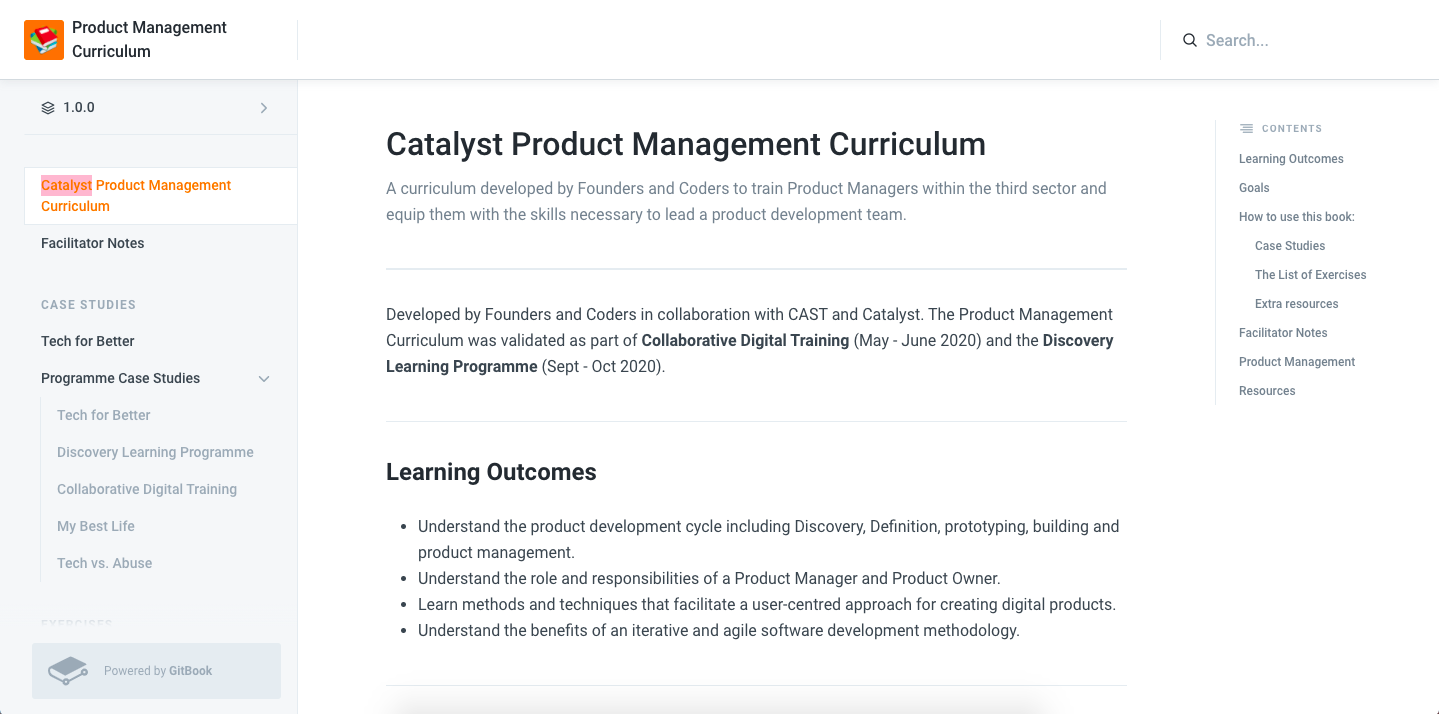 Product Management
Curriculum
Search...
1.0.0
Catalyst Product Management
Curriculum
Facilitator Notes
CASE STUDIES
Tech for Better
Programme Case Studies
Tech for Better
Discovery Learning Programme
Collaborative Digital Training
My Best Life
Tech vs. Abuse
EXERCISES
Powered by GitBook
Catalyst Product Management Curriculum
A curriculum developed by Founders and Coders to train Product Managers within the third sector and
equip them with the skills necessary to lead a product development team.
Developed by Founders and Coders in collaboration with CAST and Catalyst. The Product Management
Curriculum was validated as part of Collaborative Digital Training (May - June 2020) and the Discovery
Learning Programme (Sept - Oct 2020).
Learning Outcomes
• Understand the product development cycle including Discovery, Definition, prototyping, building and
product management.
• Understand the role and responsibilities of a Product Manager and Product Owner.
• Learn methods and techniques that facilitate a user-centred approach for creating digital products.
• Understand the benefits of an iterative and agile software development methodology.
CONTENTS
Learning Outcomes
Goals
How to use this book:
Case Studies
The List of Exercises
Extra resources
Facilitator Notes
Product Management
Resources